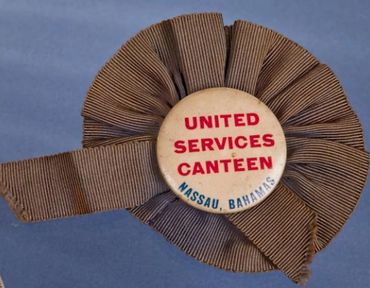 UNITED
SERVICES
CANTEEN
NASSAU, BAHAMAS